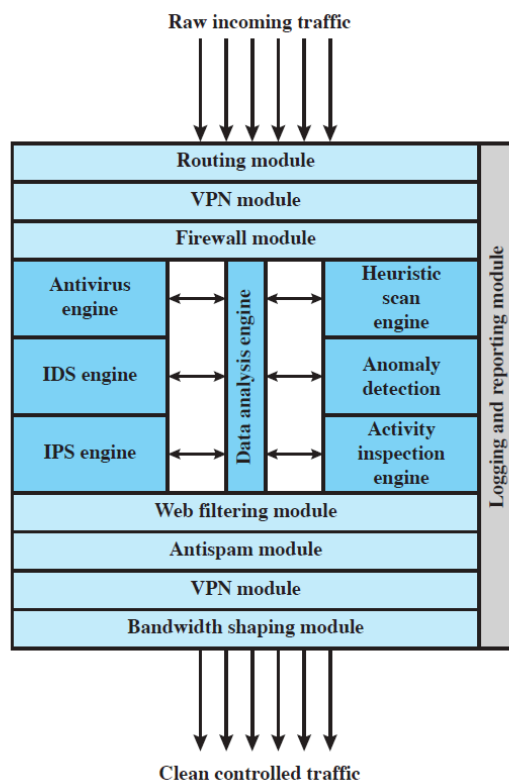 Raw incoming traffic
Routing module
VPN module
Firewall module
Antivirus
engine
IDS engine
IPS engine
Data analysis engine
Heuristic
scan
engine
Anomaly
detection
Activity
inspection
engine
Logging and reporting module
Web filtering module
Antispam module
VPN module
Bandwidth shaping module
Clean controlled traffic